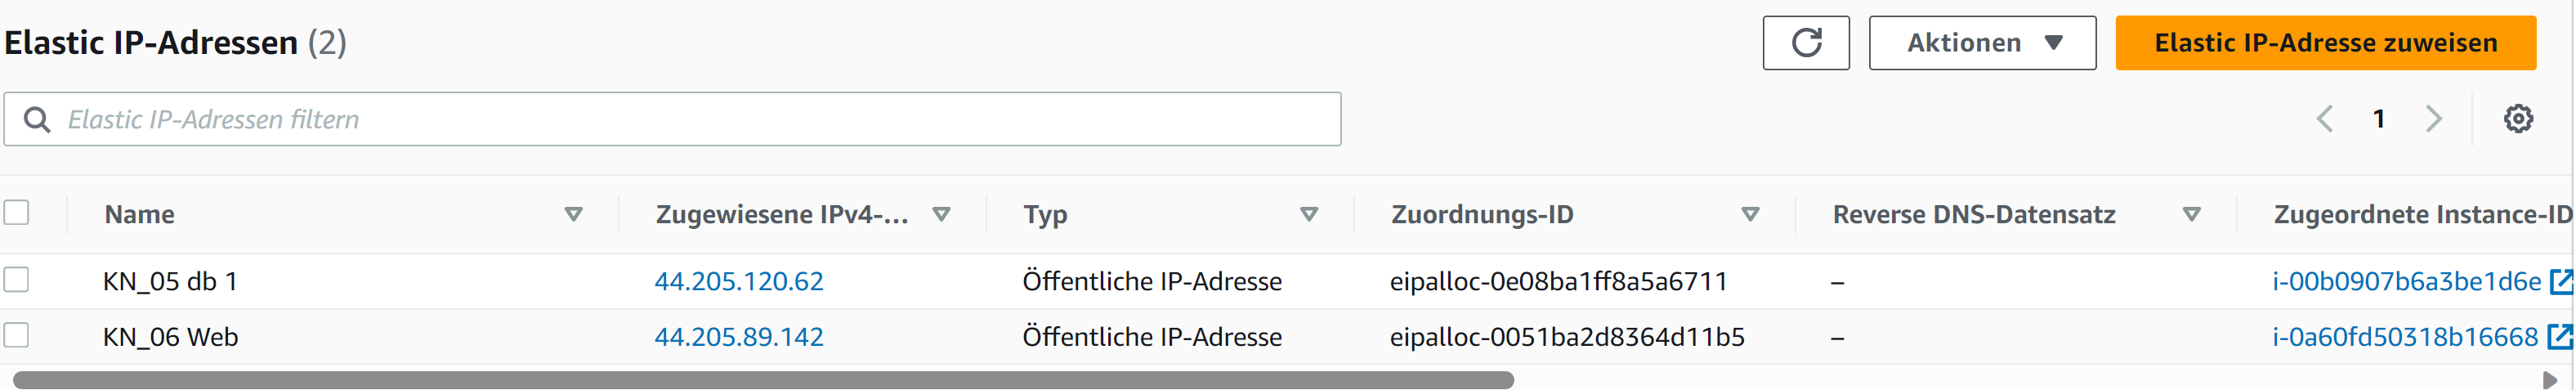 Elastic IP-Adressen (2)
Aktionen
Elastic IP-Adresse zuweisen
Elastic IP-Adressen filtern
1
Name Zugewiesene IPv4-... Typ Zuordnungs-ID Reverse DNS-Datensatz Zugeordnete Instance-ID
KN_05 db 1 44.205.120.62 Öffentliche IP-Adresse eipalloc-0e08ba1ff8a5a6711 – i-00b0907b6a3be1d6e
KN_06 Web 44.205.89.142 Öffentliche IP-Adresse eipalloc-0051ba2d8364d11b5 – i-0a60fd50318b16668